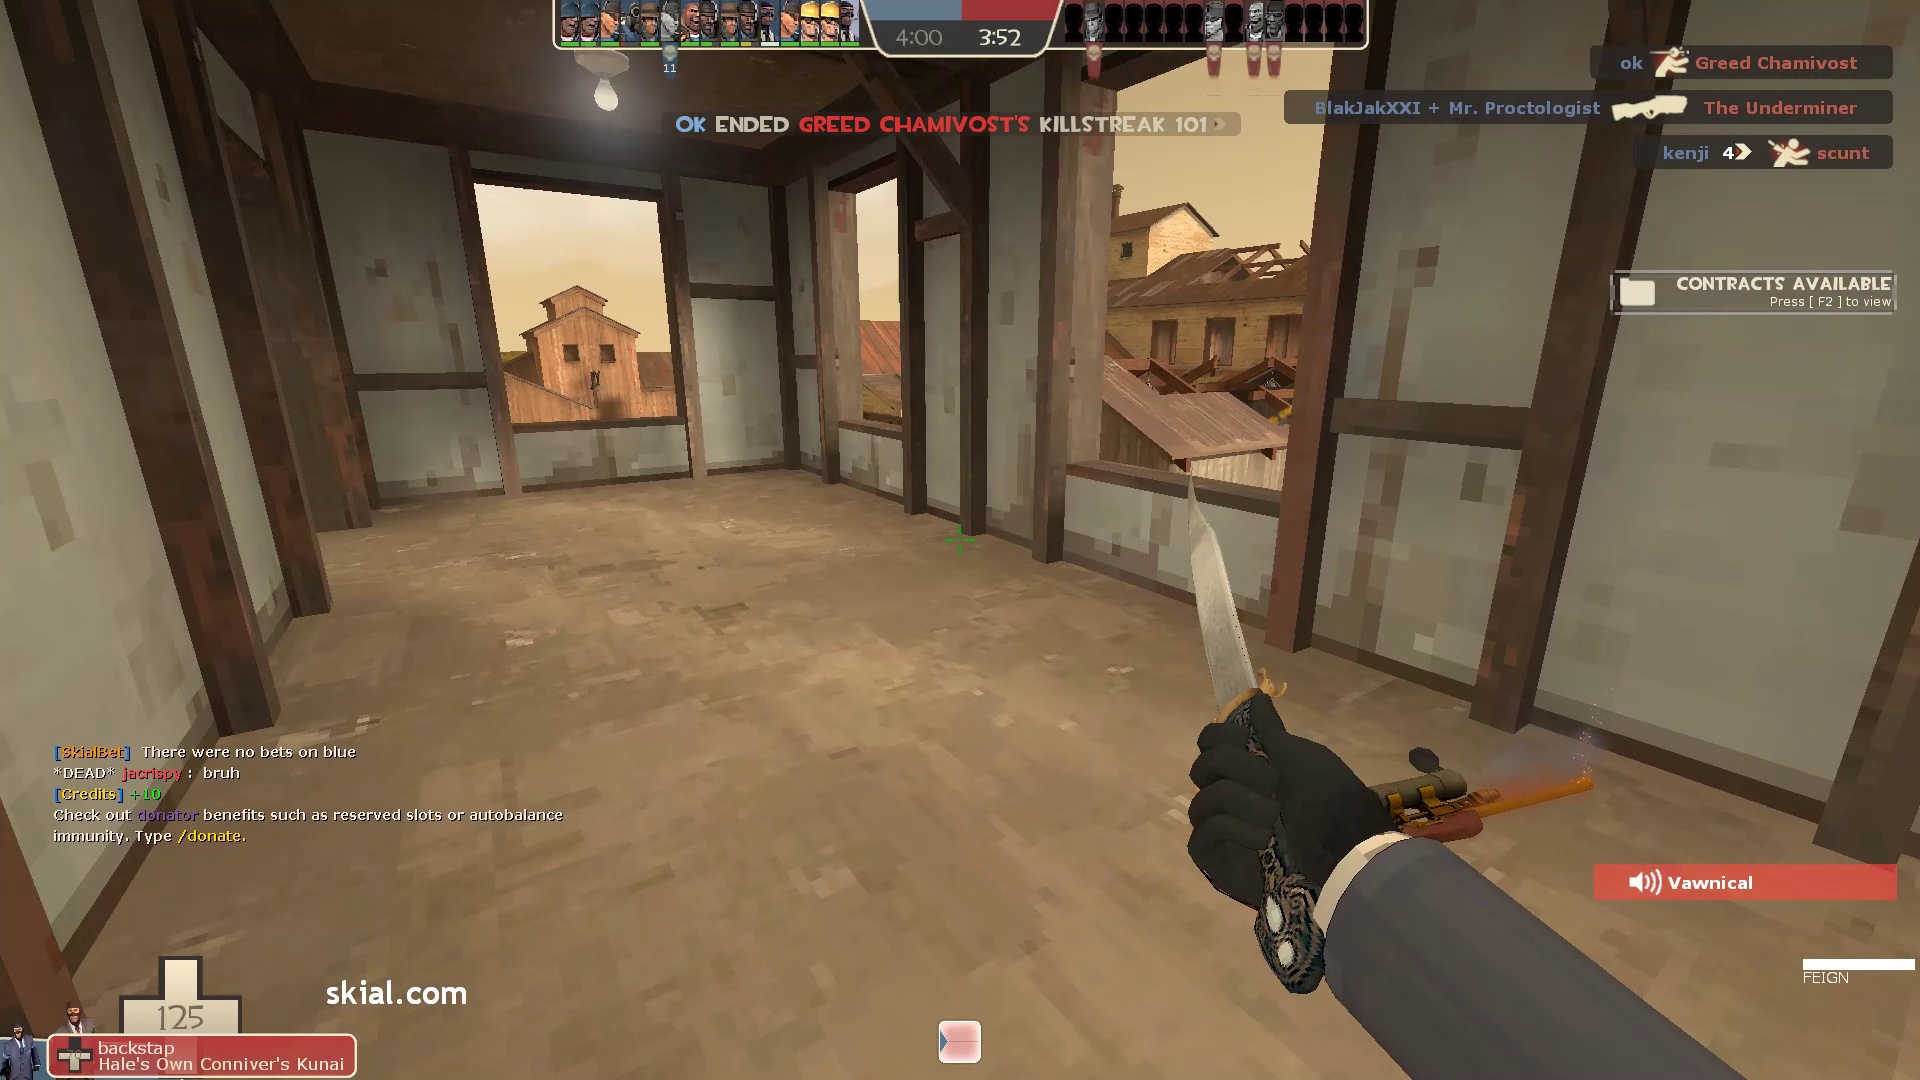 4:00 3:52
11
ok Greed Chamivost
BlakJakXXI + Mr. Proctologist The Underminer
OK ENDED GREED CHAMIVOST'S KILLSTREAK 101
kenji 4 scunt
CONTRACTS AVAILABLE
Press [ F2 ] to view
[SkialBet] There were no bets on blue
*DEAD* jacrispy : bruh
[Credits] +10
Check out donator benefits such as reserved slots or autobalance
immunity. Type /donate.
Vawnical
FEIGN
skial.com
125
backstap
Hale's Own Conniver's Kunai